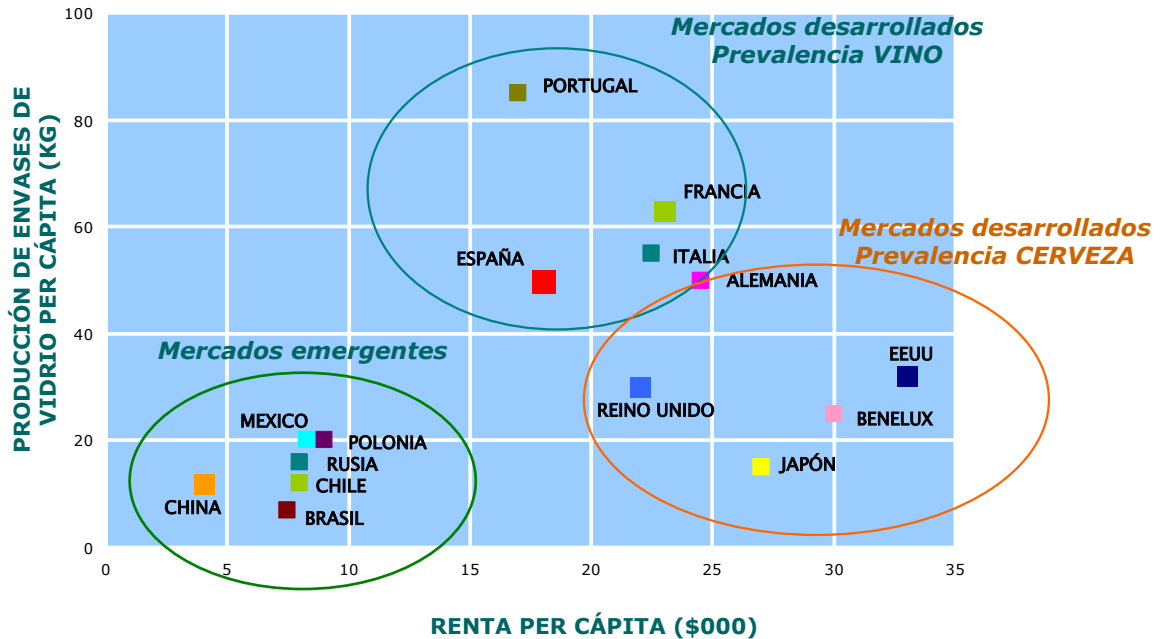 100
80
60
40
20
0
PRODUCCIÓN DE ENVASES DE
VIDRIO PER CÁPITA (KG)
Mercados desarrollados
Prevalencia VINO
PORTUGAL
FRANCIA
ITALIA
ESPAÑA
ALEMANIA
Mercados desarrollados
Prevalencia CERVEZA
EEUU
REINO UNIDO
BENELUX
JAPÓN
Mercados emergentes
MEXICO
POLONIA
RUSIA
CHILE
CHINA
BRASIL
0 5 10 15 20 25 30 35
RENTA PER CÁPITA ($000)